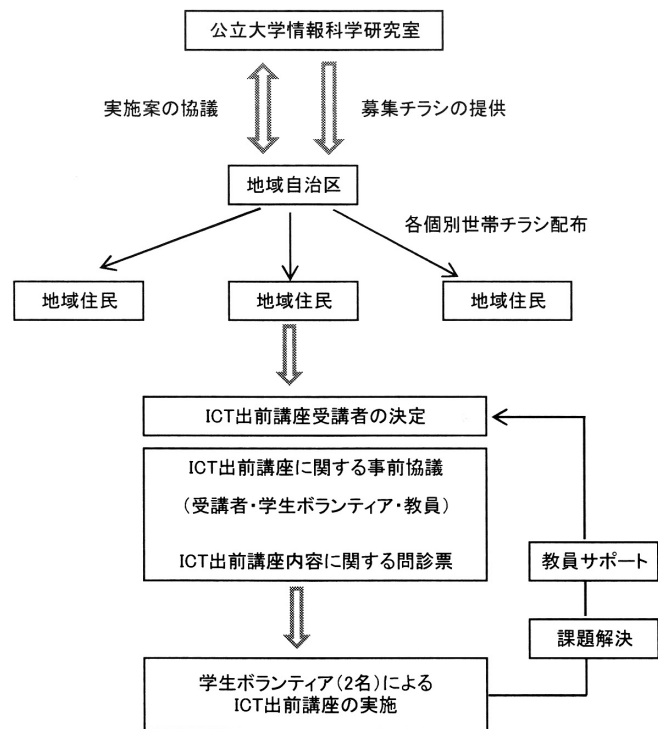 公立大学情報科学研究室
実施案の協議
募集チラシの提供
地域自治区
各個別世帯チラシ配布
地域住民
地域住民
地域住民
ICT出前講座受講者の決定
ICT出前講座に関する事前協議
（受講者・学生ボランティア・教員）
ICT出前講座内容に関する問診票
教員サポート
課題解決
学生ボランティア（2名）による
ICT出前講座の実施